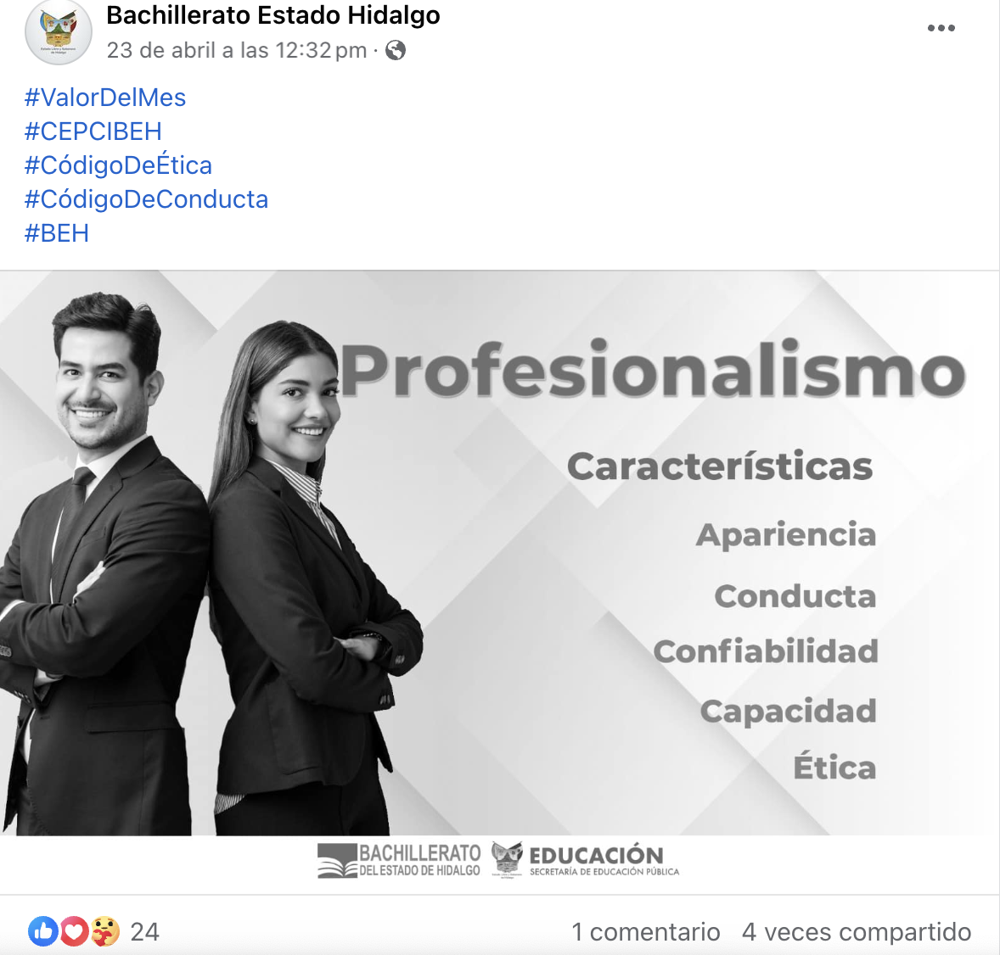 Bachillerato Estado Hidalgo
23 de abril a las 12:32 pm ·
#ValorDelMes
#CEPCIBEH
#CódigoDeÉtica
#CódigoDeConducta
#BEH
Profesionalismo
Características
Apariencia
Conducta
Confiabilidad
Capacidad
Ética
BACHILLERATO
DEL ESTADO DE HIDALGO
EDUCACIÓN
SECRETARÍA DE EDUCACIÓN PÚBLICA
24
1 comentario 4 veces compartido